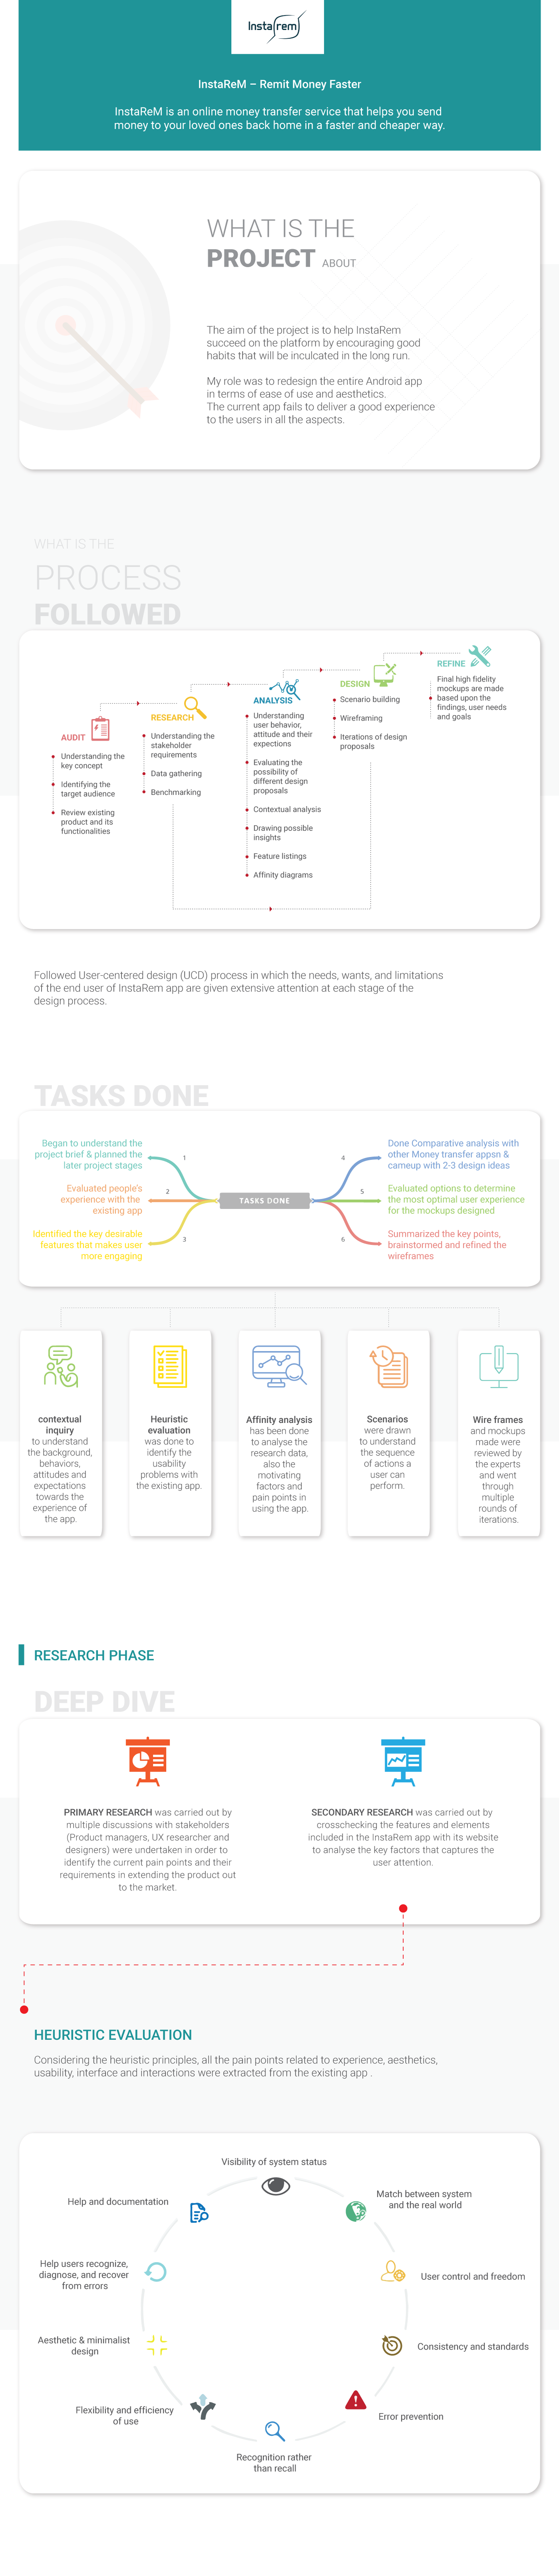 Instarem
InstaReM – Remit Money Faster
InstaReM is an online money transfer service that helps you send
money to your loved ones back home in a faster and cheaper way.
WHAT IS THE
PROJECT ABOUT
The aim of the project is to help InstaRem
succeed on the platform by encouraging good
habits that will be inculcated in the long run.
My role was to redesign the entire Android app
in terms of ease of use and aesthetics.
The current app fails to deliver a good experience
to the users in all the aspects.
WHAT IS THE
PROCESS
FOLLOWED
AUDIT
Understanding the
key concept
Identifying the
target audience
Review existing
product and its
functionalities
RESEARCH
Understanding the
stakeholder
requirements
Data gathering
Benchmarking
ANALYSIS
Understanding
user behavior,
attitude and their
expections
Evaluating the
possibility of
different design
proposals
Contextual analysis
Drawing possible
insights
Feature listings
Affinity diagrams
DESIGN
Scenario building
Wireframing
Iterations of design
proposals
REFINE
Final high fidelity
mockups are made
based upon the
findings, user needs
and goals
Followed User-centered design (UCD) process in which the needs, wants, and limitations
of the end user of InstaRem app are given extensive attention at each stage of the
design process.
TASKS DONE
Began to understand the
project brief & planned the
later project stages
1
Evaluated people's
experience with the
existing app
2
Identified the key desirable
features that makes user
more engaging
3
TASKS DONE
4
Done Comparative analysis with
other Money transfer appsn &
cameup with 2-3 design ideas
5
Evaluated options to determine
the most optimal user experience
for the mockups designed
6
Summarized the key points,
brainstormed and refined the
wireframes
contextual
inquiry
to understand
the background,
behaviors,
attitudes and
expectations
towards the
experience of
the app.
Heuristic
evaluation
was done to
identify the
usability
problems with
the existing app.
Affinity analysis
has been done
to analyse the
research data,
also the
motivating
factors and
pain points in
using the app.
Scenarios
were drawn
to understand
the sequence
of actions a
user can
perform.
Wire frames
and mockups
made were
reviewed by
the experts
and went
through
multiple
rounds of
iterations.
RESEARCH PHASE
DEEP DIVE
PRIMARY RESEARCH was carried out by
multiple discussions with stakeholders
(Product managers, UX researcher and
designers) were undertaken in order to
identify the current pain points and their
requirements in extending the product out
to the market.
SECONDARY RESEARCH was carried out by
crosschecking the features and elements
included in the InstaRem app with its website
to analyse the key factors that captures the
user attention.
HEURISTIC EVALUATION
Considering the heuristic principles, all the pain points related to experience, aesthetics,
usability, interface and interactions were extracted from the existing app .
Visibility of system status
Match between system
and the real world
User control and freedom
Consistency and standards
Error prevention
Recognition rather
than recall
Flexibility and efficiency
of use
Aesthetic & minimalist
design
Help users recognize,
diagnose, and recover
from errors
Help and documentation